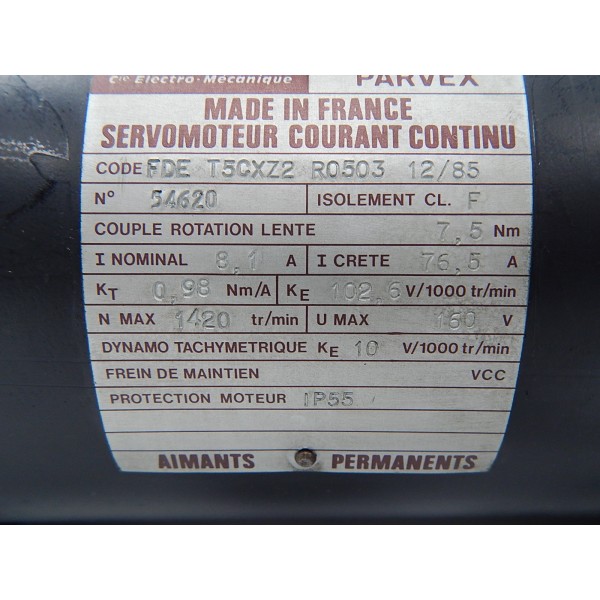 Cie Electro-Mécanique PARVEX
MADE IN FRANCE
SERVOMOTEUR COURANT CONTINU
CODE FDE T5CXZ2 R0503 12/85
N° 54620 ISOLEMENT CL. F
COUPLE ROTATION LENTE 7,5 Nm
I NOMINAL 8,1 A I CRETE 76,5 A
KT 0,98 Nm/A KE 102,6 V/1000 tr/min
N MAX 1420 tr/min U MAX 160 V
DYNAMO TACHYMETRIQUE KE 10 V/1000 tr/min
FREIN DE MAINTIEN VCC
PROTECTION MOTEUR IP55
AIMANTS PERMANENTS